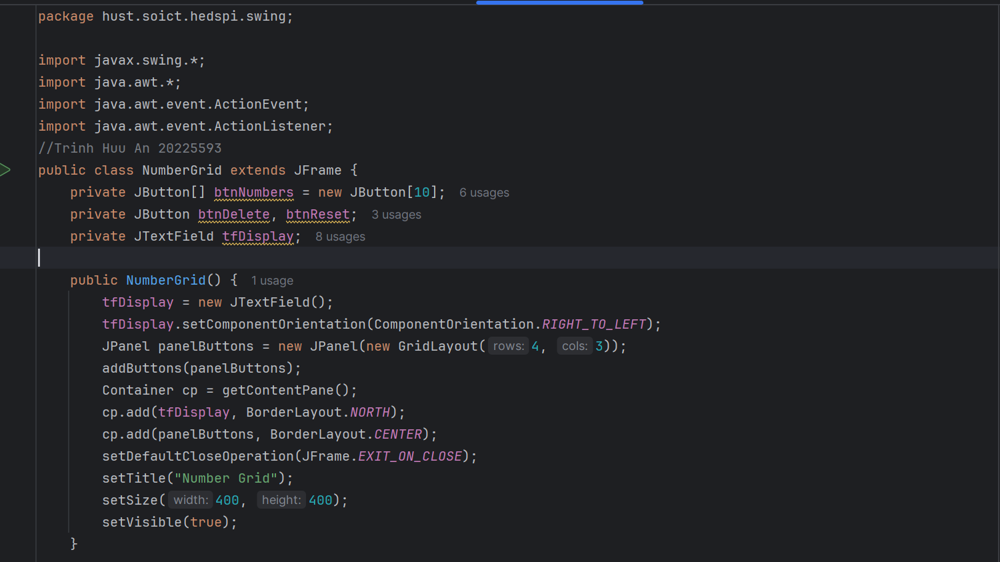 package hust.soict.hedspi.swing;
import javax.swing.*;
import java.awt.*;
import java.awt.event.ActionEvent;
import java.awt.event.ActionListener;
//Trinh Huu An 20225593
public class NumberGrid extends JFrame {
private JButton[] btnNumbers = new JButton[10]; 6 usages
private JButton btnDelete, btnReset; 3 usages
private JTextField tfDisplay; 8 usages
public NumberGrid() { 1 usage
tfDisplay = new JTextField();
tfDisplay.setComponentOrientation(ComponentOrientation.RIGHT_TO_LEFT);
JPanel panelButtons = new JPanel(new GridLayout( rows: 4, cols: 3));
addButtons(panelButtons);
Container cp = getContentPane();
cp.add(tfDisplay, BorderLayout.NORTH);
cp.add(panelButtons, BorderLayout.CENTER);
setDefaultCloseOperation(JFrame.EXIT_ON_CLOSE);
setTitle("Number Grid");
setSize( width: 400, height: 400);
setVisible(true);
}